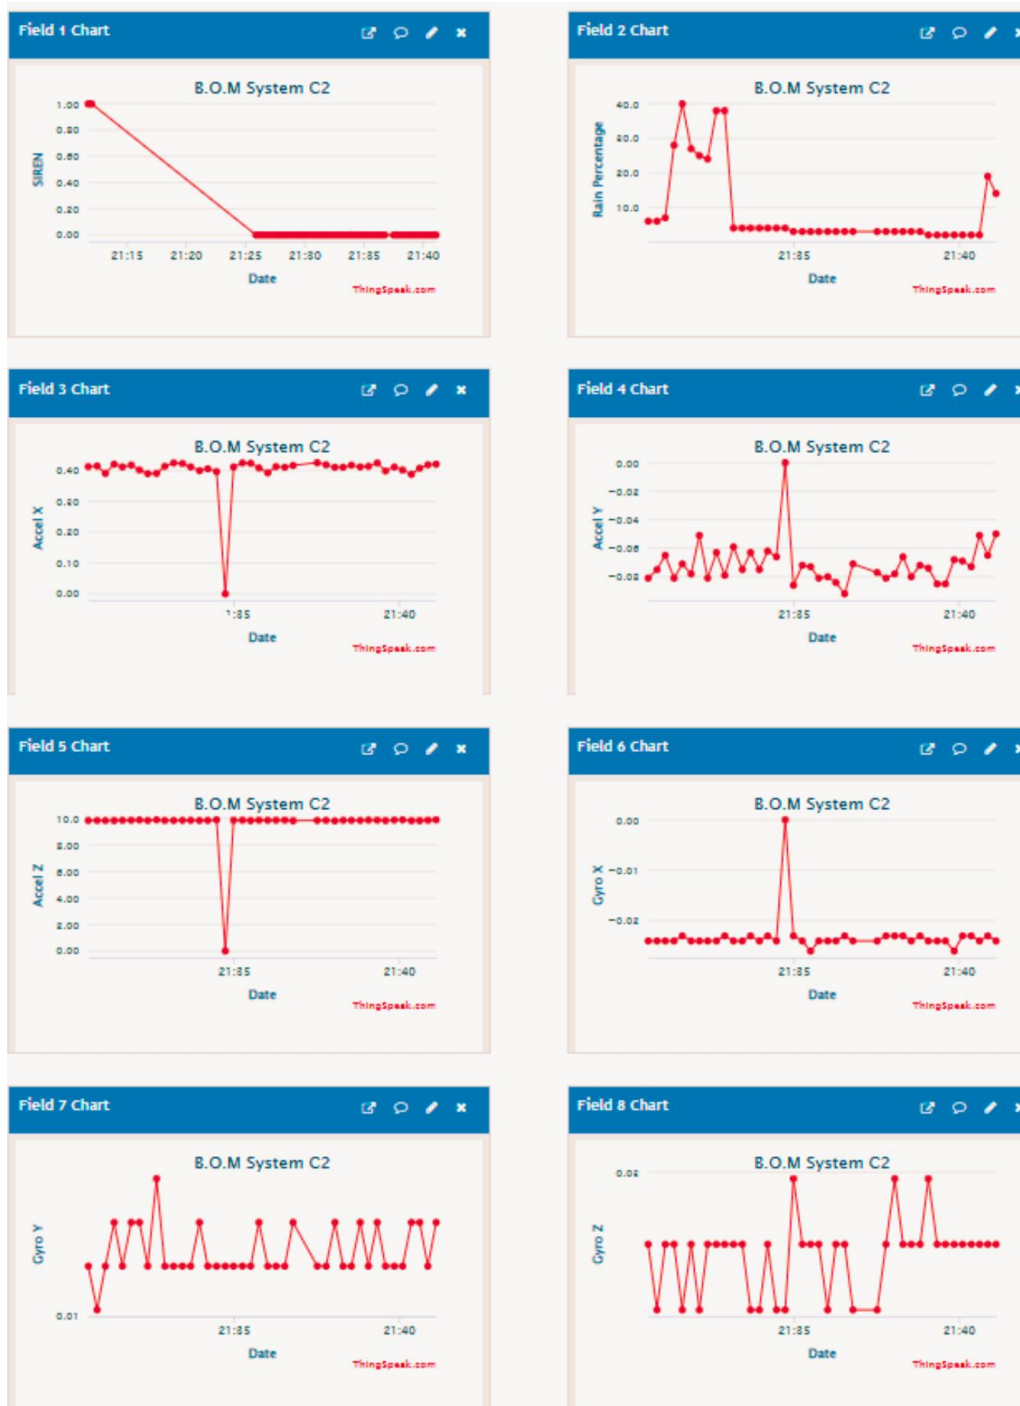 Field 1 Chart
B.O.M System C2
SIREN
1.00
0.80
0.60
0.40
0.20
0.00
21:15 21:20 21:25 21:30 21:35 21:40
Date
ThingSpeak.com
Field 2 Chart
B.O.M System C2
Rain Percentage
40.0
30.0
20.0
10.0
21:35 21:40
Date
ThingSpeak.com
Field 3 Chart
B.O.M System C2
Accel X
0.40
0.30
0.20
0.10
0.00
21:40
Date
ThingSpeak.com
Field 4 Chart
B.O.M System C2
Accel Y
0.00
-0.02
-0.04
-0.06
-0.08
21:35 21:40
Date
ThingSpeak.com
Field 5 Chart
B.O.M System C2
Accel Z
10.0
8.00
6.00
4.00
2.00
0.00
21:35 21:40
Date
ThingSpeak.com
Field 6 Chart
B.O.M System C2
Gyro X
0.00
-0.01
-0.02
21:35 21:40
Date
ThingSpeak.com
Field 7 Chart
B.O.M System C2
Gyro Y
0.01
21:35 21:40
Date
ThingSpeak.com
Field 8 Chart
B.O.M System C2
Gyro Z
0.02
21:35 21:40
Date
ThingSpeak.com